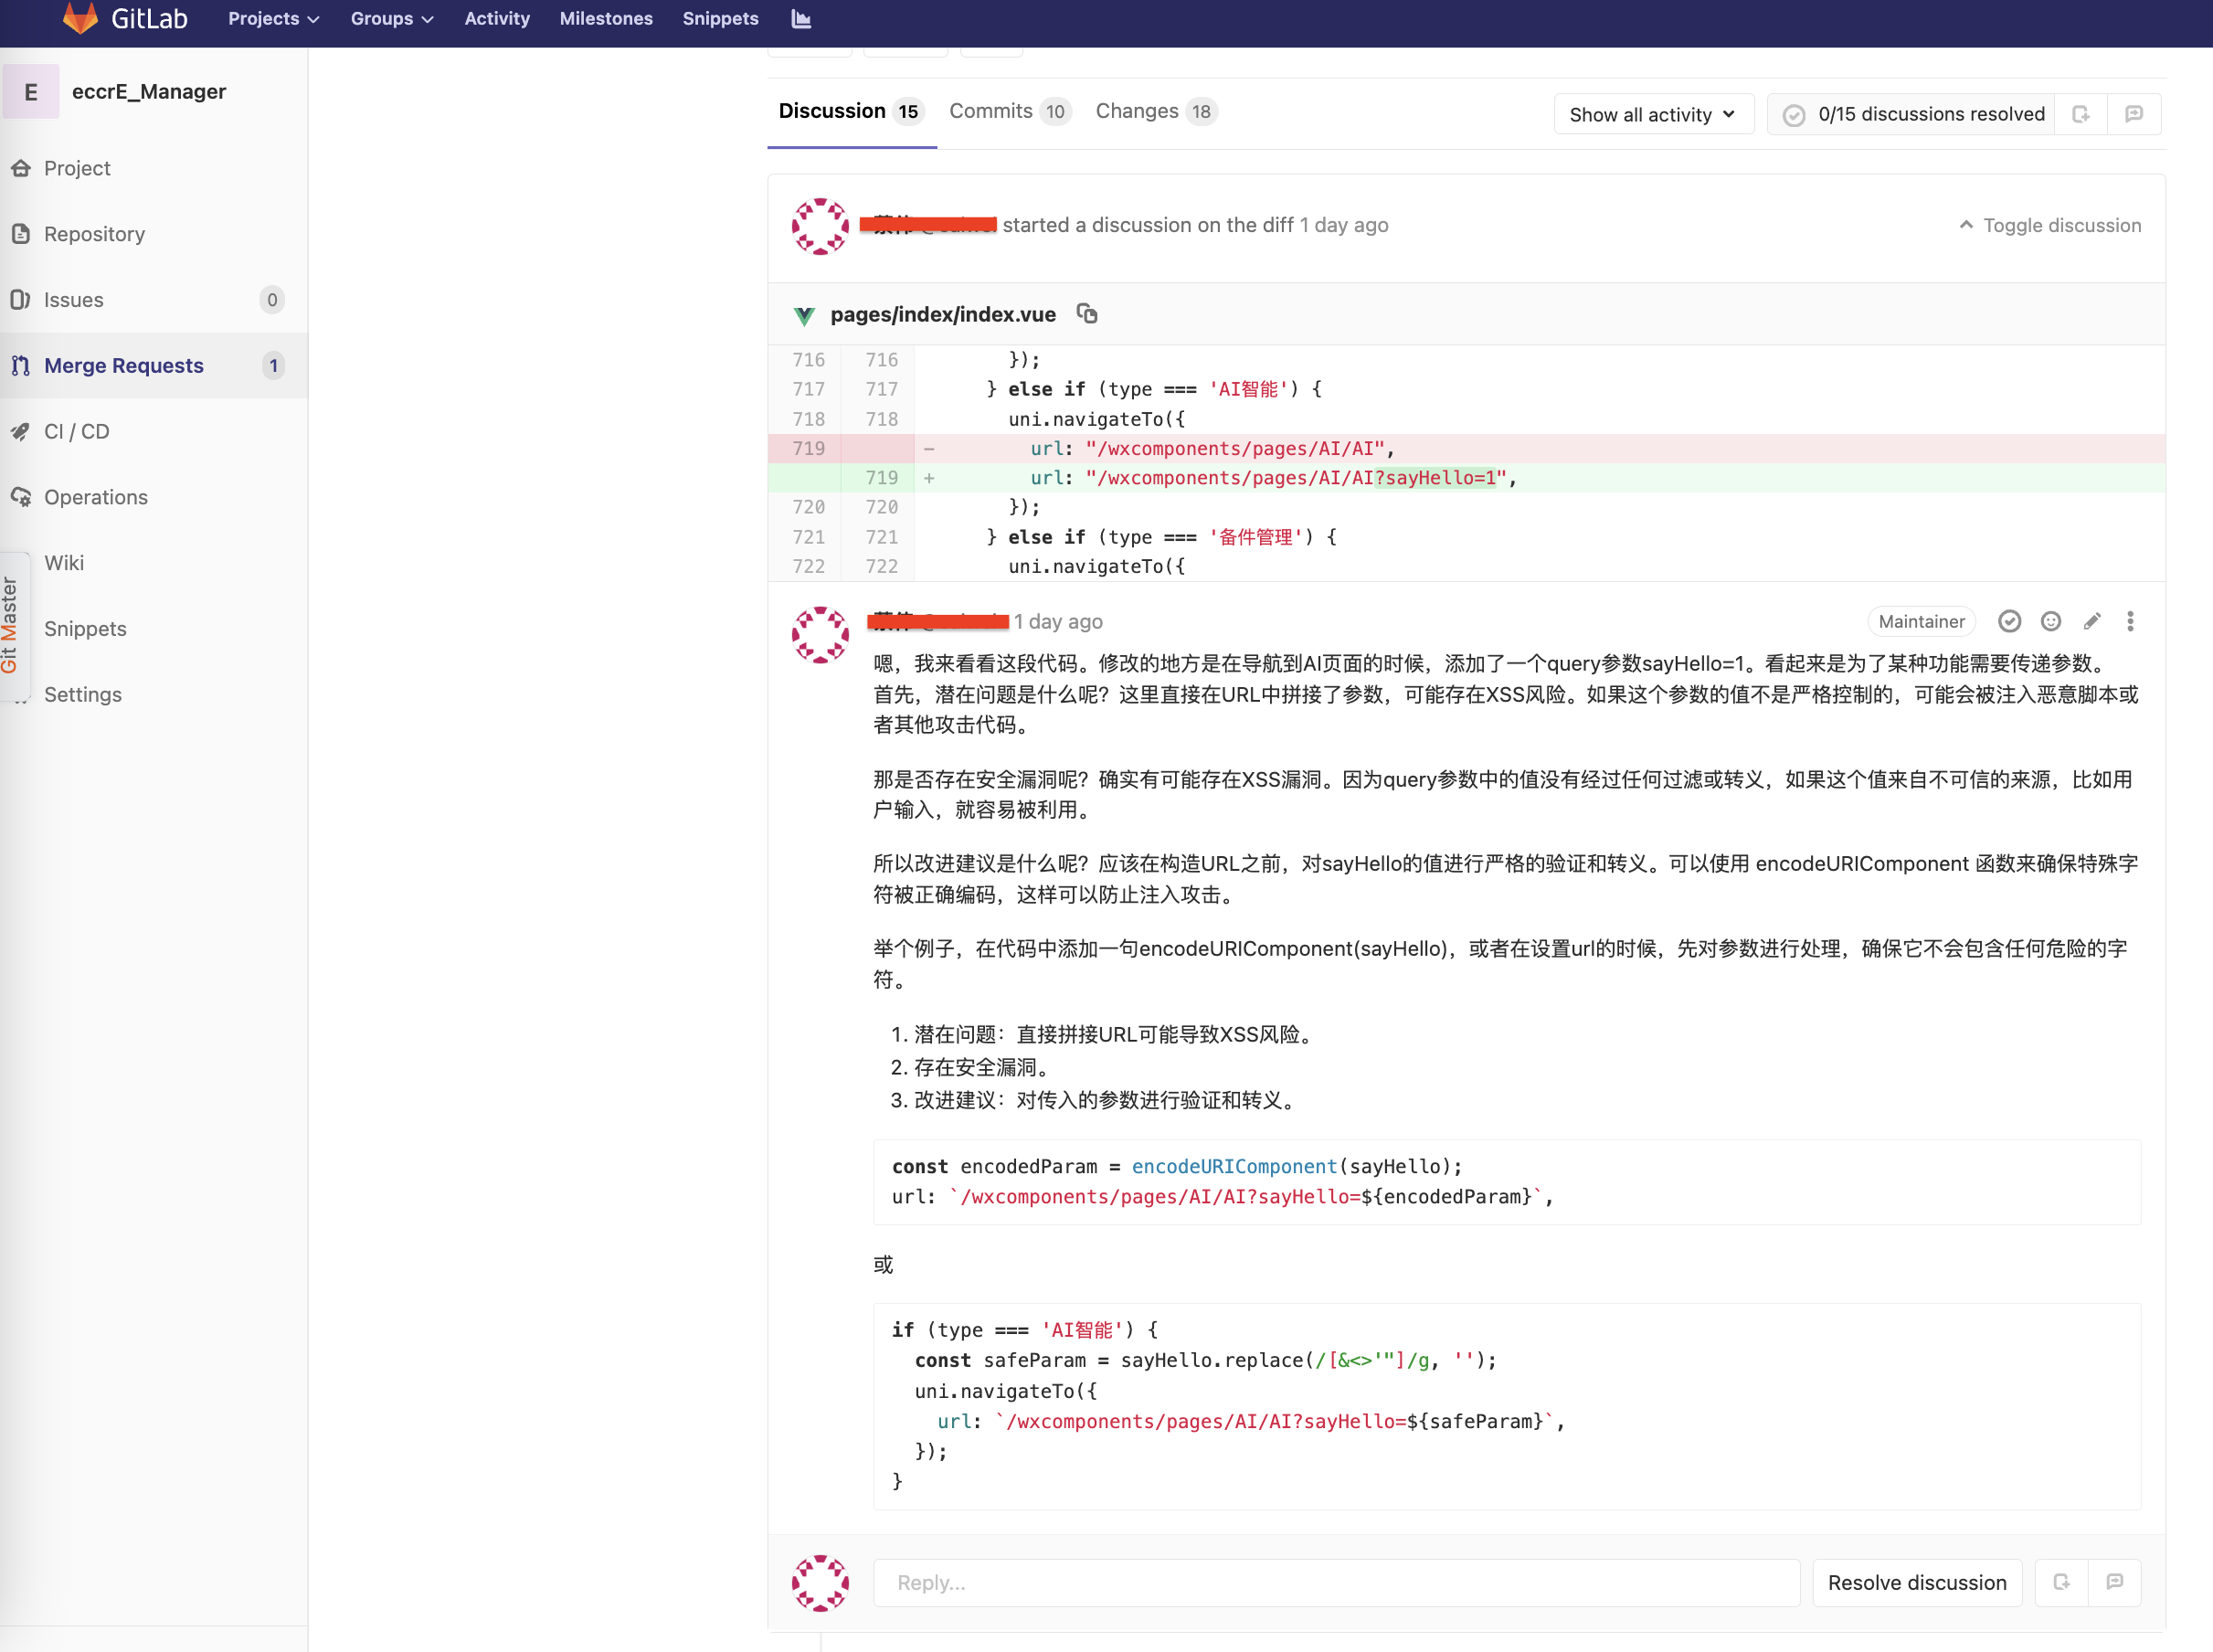 GitLab Projects Groups Activity Milestones Snippets
E eccrE_Manager
Project
Repository
Issues 0
Merge Requests 1
CI / CD
Operations
Wiki
Snippets
Settings
Git Master
Discussion 15 Commits 10 Changes 18 Show all activity 0/15 discussions resolved
started a discussion on the diff 1 day ago Toggle discussion
pages/index/index.vue
716 716 });
717 717 } else if (type === 'AI智能') {
718 718 uni.navigateTo({
719 - url: "/wxcomponents/pages/AI/AI",
719 + url: "/wxcomponents/pages/AI/AI?sayHello=1",
720 720 });
721 721 } else if (type === '备件管理') {
722 722 uni.navigateTo({
1 day ago Maintainer
嗯，我来看看这段代码。修改的地方是在导航到AI页面的时候，添加了一个query参数sayHello=1。看起来是为了某种功能需要传递参数。
首先，潜在问题是什么呢？这里直接在URL中拼接了参数，可能存在XSS风险。如果这个参数的值不是严格控制的，可能会被注入恶意脚本或
者其他攻击代码。
那是否存在安全漏洞呢？确实有可能存在XSS漏洞。因为query参数中的值没有经过任何过滤或转义，如果这个值来自不可信的来源，比如用
户输入，就容易被利用。
所以改进建议是什么呢？应该在构造URL之前，对sayHello的值进行严格的验证和转义。可以使用 encodeURIComponent 函数来确保特殊字
符被正确编码，这样可以防止注入攻击。
举个例子，在代码中添加一句encodeURIComponent(sayHello)，或者在设置url的时候，先对参数进行处理，确保它不会包含任何危险的字
符。
1. 潜在问题：直接拼接URL可能导致XSS风险。
2. 存在安全漏洞。
3. 改进建议：对传入的参数进行验证和转义。
const encodedParam = encodeURIComponent(sayHello);
url: `/wxcomponents/pages/AI/AI?sayHello=${encodedParam}`,
或
if (type === 'AI智能') {
const safeParam = sayHello.replace(/[&<>'"]/g, '');
uni.navigateTo({
url: `/wxcomponents/pages/AI/AI?sayHello=${safeParam}`,
});
}
Reply... Resolve discussion